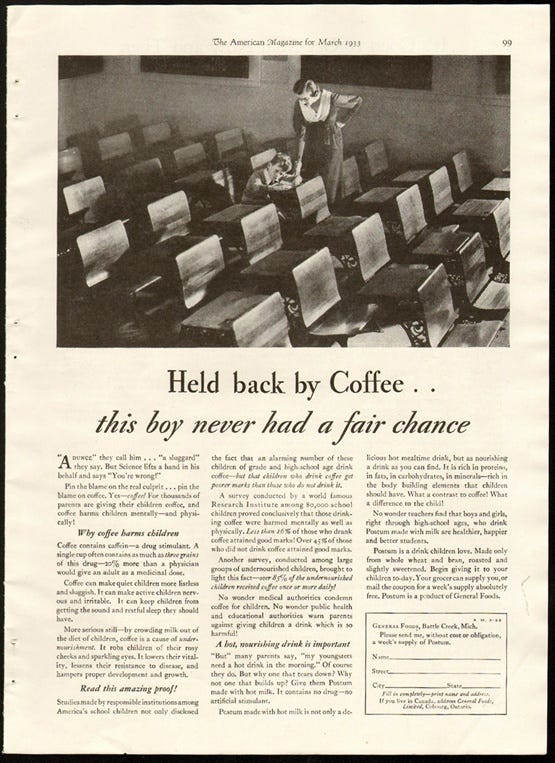 The American Magazine for March 1933
99
Held back by Coffee . .
this boy never had a fair chance
"A DUNCE" they call him . . . "a sluggard"
they say. But Science lifts a hand in his
behalf and says "You're wrong!"
Pin the blame on the real culprit . . . pin the
blame on coffee. Yes—coffee! For thousands of
parents are giving their children coffee, and
coffee harms children mentally—and physi-
cally!
Why coffee harms children
Coffee contains caffein—a drug stimulant. A
single cup often contains as much as three grains
of this drug—20% more than a physician
would give an adult as a medicinal dose.
Coffee can make quiet children more listless
and sluggish. It can make active children nerv-
ous and irritable. It can keep children from
getting the sound and restful sleep they should
have.
More serious still—by crowding milk out of
the diet of children, coffee is a cause of under-
nourishment. It robs children of their rosy
cheeks and sparkling eyes. It lowers their vital-
ity, lessens their resistance to disease, and
hampers proper development and growth.
Read this amazing proof!
Studies made by responsible institutions among
America's school children not only disclosed
the fact that an alarming number of these
children of grade and high-school age drink
coffee—but that children who drink coffee get
poorer marks than those who do not drink it.
A survey conducted by a world famous
Research Institute among 80,000 school
children proved conclusively that those drink-
ing coffee were harmed mentally as well as
physically. Less than 16% of those who drank
coffee attained good marks! Over 45% of those
who did not drink coffee attained good marks.
Another survey, conducted among large
groups of undernourished children, brought to
light this fact—over 85% of the undernourished
children received coffee once or more daily!
No wonder medical authorities condemn
coffee for children. No wonder public health
and educational authorities warn parents
against giving children a drink which is so
harmful!
A hot, nourishing drink is important
"But" many parents say, "my youngsters
need a hot drink in the morning." Of course
they do. But why one that tears down? Why
not one that builds up? Give them Postum
made with hot milk. It contains no drug—no
artificial stimulant.
Postum made with hot milk is not only a de-
licious hot mealtime drink, but as nourishing
a drink as you can find. It is rich in proteins,
in fats, in carbohydrates, in minerals—rich in
the body building elements that children
should have. What a contrast to coffee! What
a difference to the child!
No wonder teachers find that boys and girls,
right through high-school ages, who drink
Postum made with milk are healthier, happier
and better students.
Postum is a drink children love. Made only
from whole wheat and bran, roasted and
slightly sweetened. Begin giving it to your
children to-day. Your grocer can supply you, or
mail the coupon for a week's supply absolutely
free. Postum is a product of General Foods.
GENERAL FOODS, Battle Creek, Mich.
Please send me, without cost or obligation,
a week's supply of Postum.
Name
Street
City State
Fill in completely—print name and address.
If you live in Canada, address General Foods,
Limited, Cobourg, Ontario.